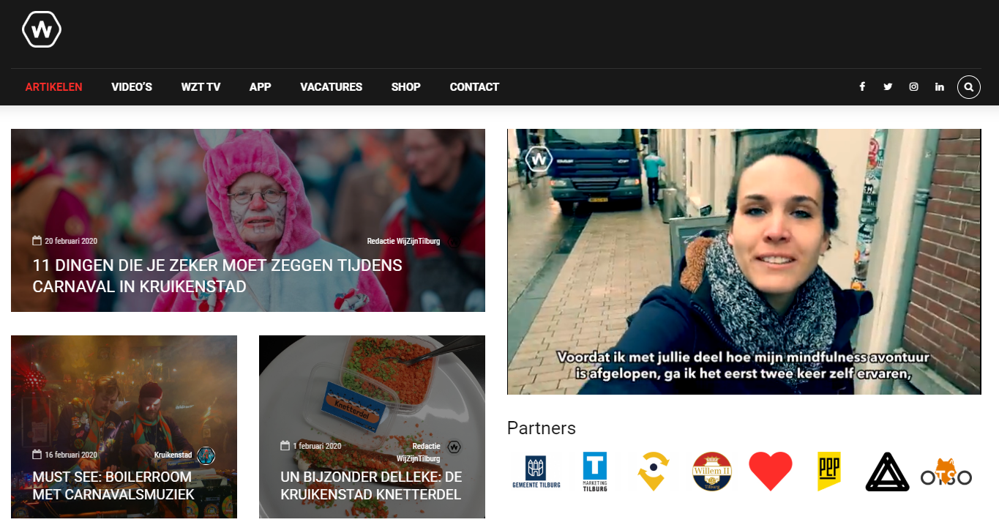 W
ARTIKELEN VIDEO'S WZT TV APP VACATURES SHOP CONTACT
20 februari 2020 Redactie WijZijnTilburg
11 DINGEN DIE JE ZEKER MOET ZEGGEN TIJDENS
CARNAVAL IN KRUIKENSTAD
16 februari 2020 Kruikenstad
MUST SEE: BOILERROOM
MET CARNAVALSMUZIEK
Knetterdel
1 februari 2020 Redactie
WijZijnTilburg
UN BIJZONDER DELLEKE: DE
KRUIKENSTAD KNETTERDEL
W
Voordat ik met jullie deel hoe mijn mindfulness avontuur
is afgelopen, ga ik het eerst twee keer zelf ervaren,
Partners
GEMEENTE TILBURG
T
MARKETING
TILBURG
Willem II
Tilburg
PEP
OTSO